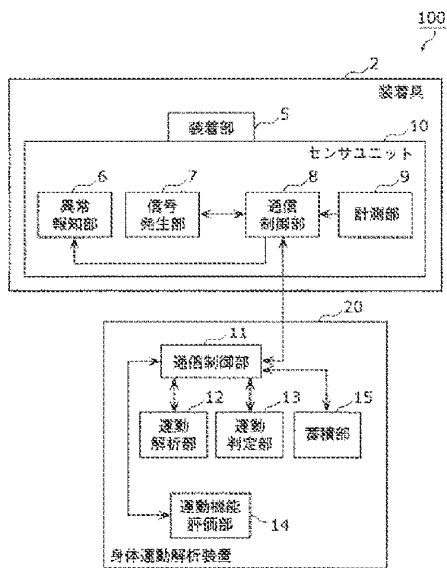 100
2
装着具
5
装着部
10
センサユニット
6
異常
報知部
7
信号
発生部
8
通信
制御部
9
計測部
20
11
通信制御部
12
運動
解析部
13
運動
判定部
15
蓄積部
運動機能
評価部
14
身体運動解析装置